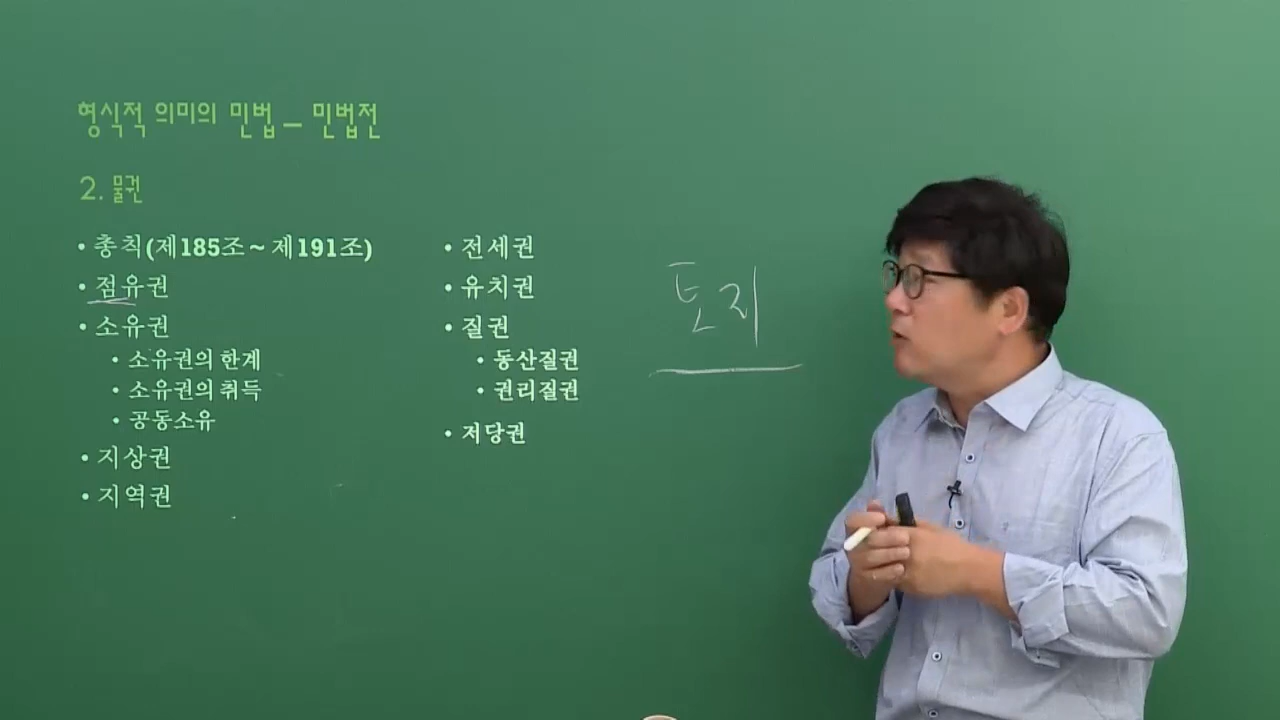 형식적 의미의 민법 – 민법전
2. 물권
• 총칙(제185조 ~ 제191조)
• 점유권
• 소유권
• 소유권의 한계
• 소유권의 취득
• 공동소유
• 지상권
• 지역권
• 전세권
• 유치권
• 질권
• 동산질권
• 권리질권
• 저당권
토지